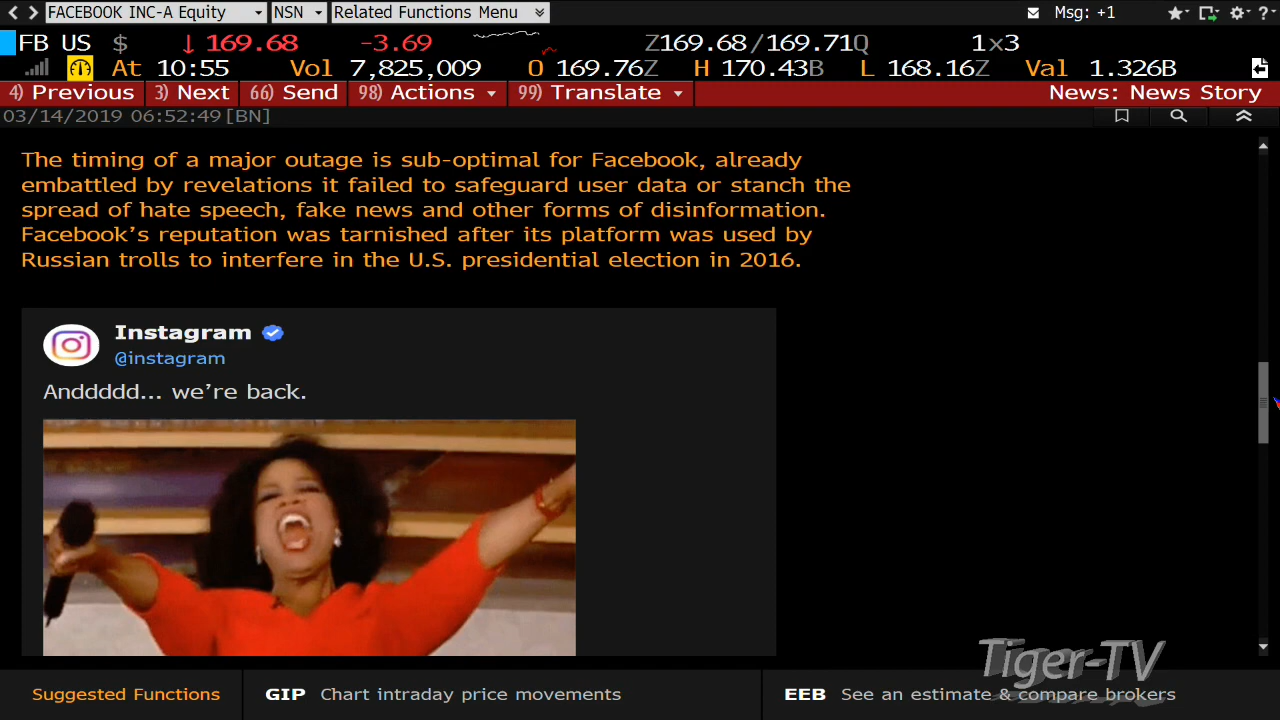 FACEBOOK INC-A Equity NSN Related Functions Menu Msg: +1 ?
FB US $ ↓ 169.68 -3.69 Z169.68/169.71Q 1x3
At 10:55 Vol 7,825,009 O 169.76Z H 170.43B L 168.16Z Val 1.326B
4) Previous 3) Next 66) Send 98) Actions 99) Translate News: News Story
03/14/2019 06:52:49 [BN]
The timing of a major outage is sub-optimal for Facebook, already
embattled by revelations it failed to safeguard user data or stanch the
spread of hate speech, fake news and other forms of disinformation.
Facebook's reputation was tarnished after its platform was used by
Russian trolls to interfere in the U.S. presidential election in 2016.
Instagram
@instagram
Anddddd... we're back.
Tiger-TV
Suggested Functions GIP Chart intraday price movements EEB See an estimate & compare brokers